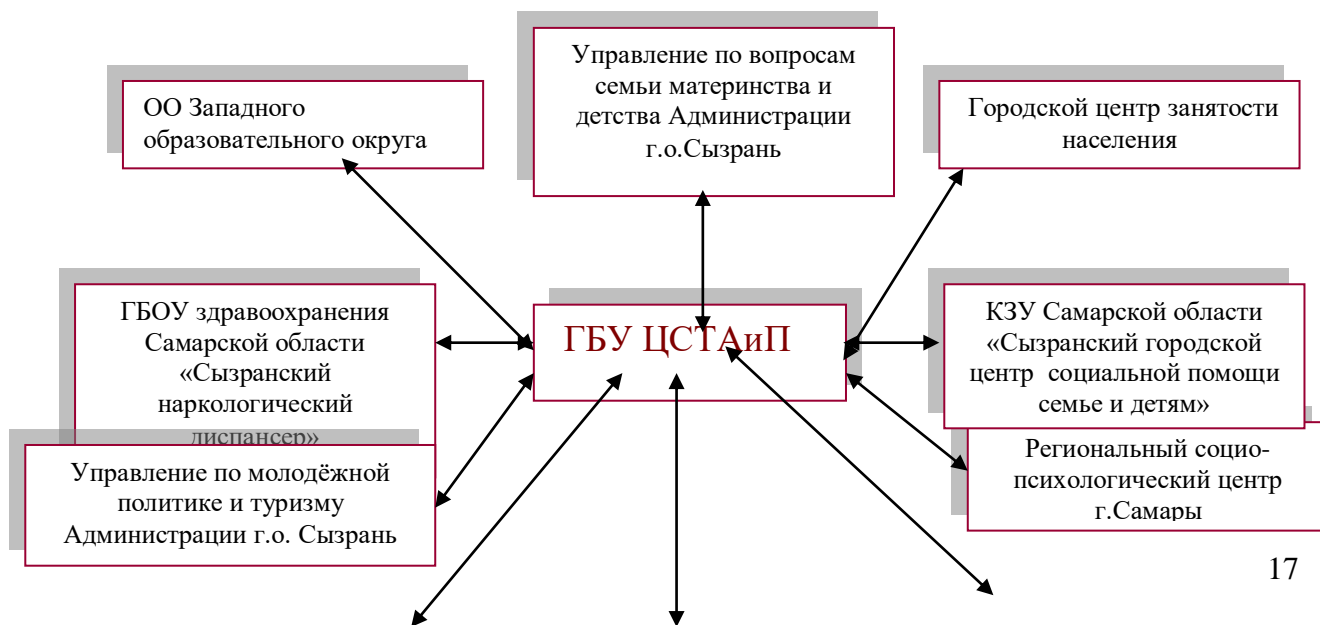 Управление по вопросам
семьи материнства и
детства Администрации
г.о.Сызрань
ОО Западного
образовательного округа
Городской центр занятости
населения
ГБОУ здравоохранения
Самарской области
«Сызранский
наркологический
диспансер»
ГБУ ЦСТАиП
КЗУ Самарской области
«Сызранский городской
центр социальной помощи
семье и детям»
Управление по молодёжной
политике и туризму
Администрации г.о. Сызрань
Региональный социо-
психологический центр
г.Самары
17